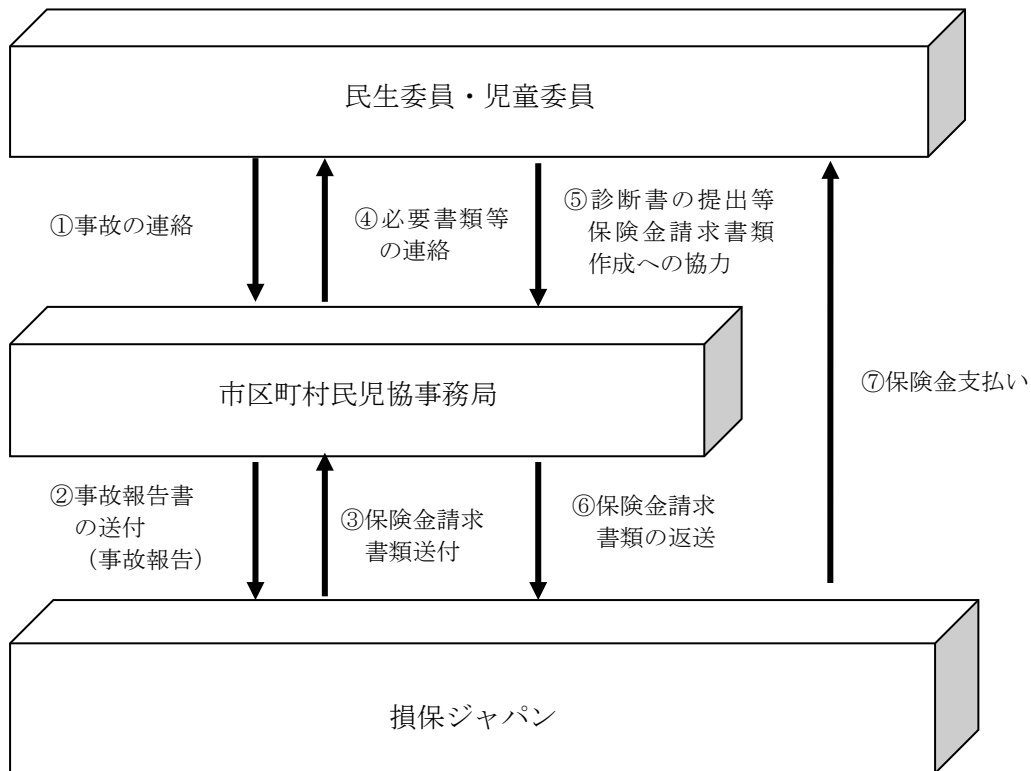 民生委員・児童委員
①事故の連絡
④必要書類等
の連絡
⑤診断書の提出等
保険金請求書類
作成への協力
市区町村民児協事務局
⑦保険金支払い
②事故報告書
の送付
（事故報告）
③保険金請求
書類送付
⑥保険金請求
書類の返送
損保ジャパン